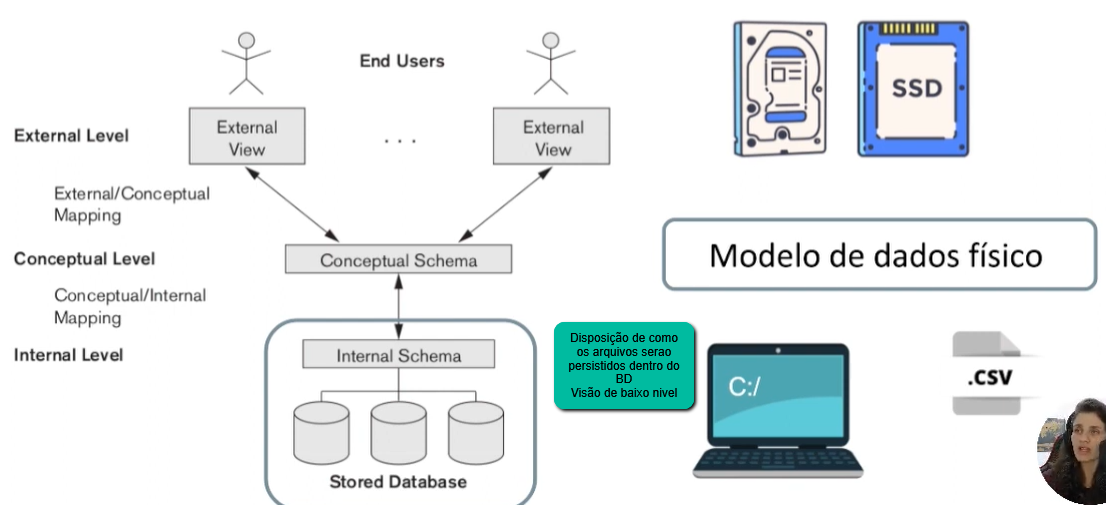 End Users
External Level
External
View
. . .
External
View
External/Conceptual
Mapping
Conceptual Level
Conceptual Schema
Conceptual/Internal
Mapping
Internal Level
Internal Schema
Stored Database
SSD
Modelo de dados físico
Disposição de como
os arquivos serao
persistidos dentro do
BD
Visão de baixo nivel
C:/
.CSV